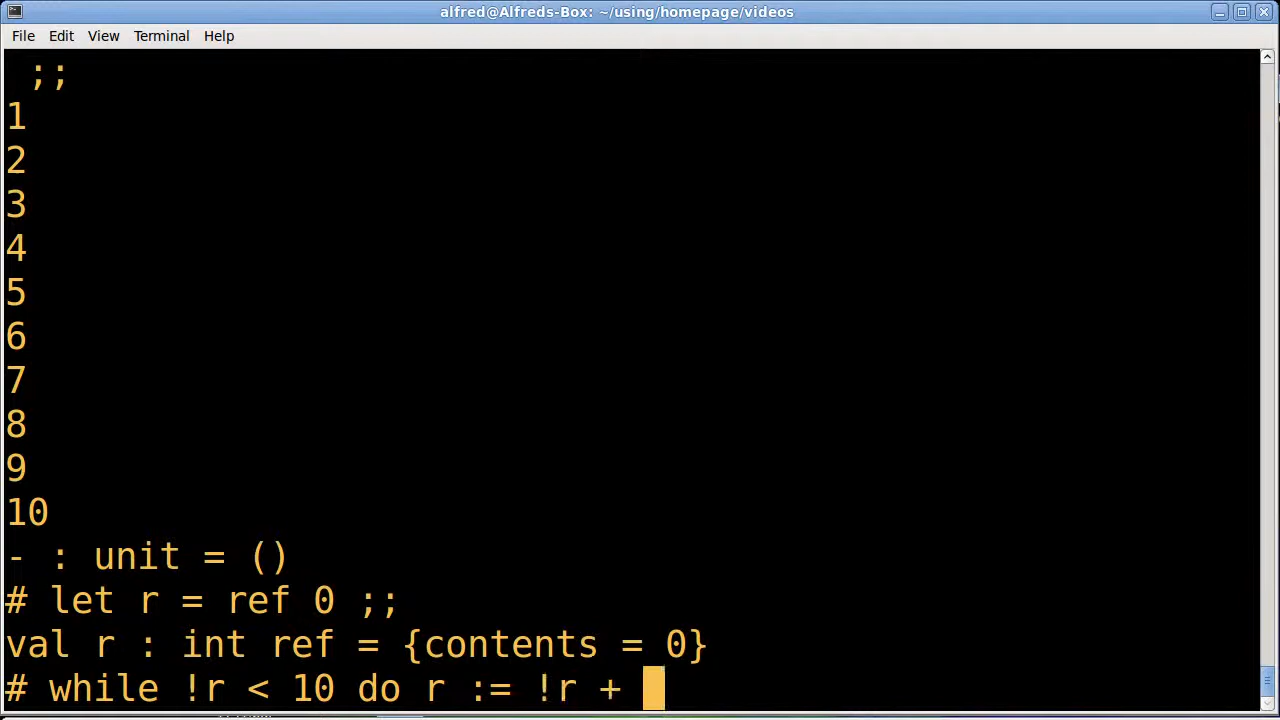 alfred@Alfreds-Box: ~/using/homepage/videos
File Edit View Terminal Help
;;
1
2
3
4
5
6
7
8
9
10
- : unit = ()
# let r = ref 0 ;;
val r : int ref = {contents = 0}
# while !r < 10 do r := !r +